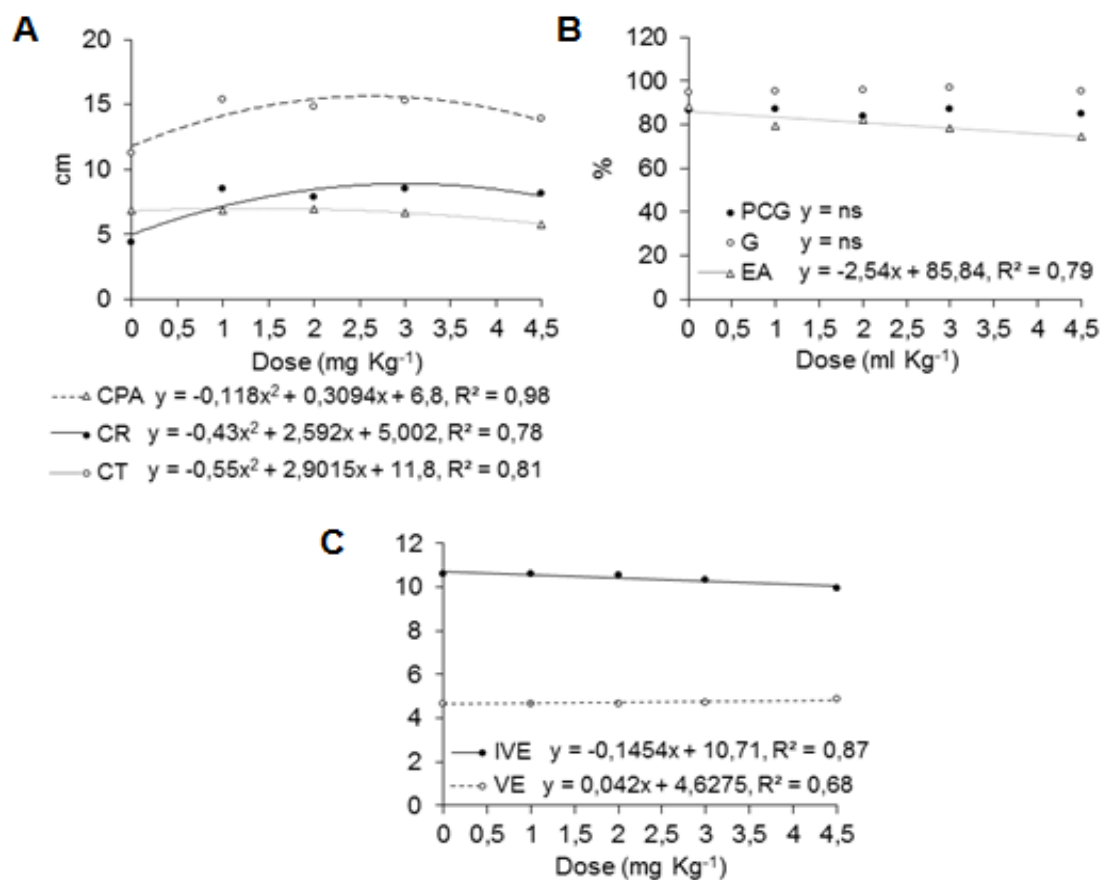 A
20
15
10
5
0
cm
0 0,5 1 1,5 2 2,5 3 3,5 4 4,5
Dose (mg Kg⁻¹)
CPA y = -0,118x² + 0,3094x + 6,8, R² = 0,98
CR y = -0,43x² + 2,592x + 5,002, R² = 0,78
CT y = -0,55x² + 2,9015x + 11,8, R² = 0,81
B
120
100
80
60
40
20
0
%
PCG y = ns
G y = ns
EA y = -2,54x + 85,84, R² = 0,79
0 0,5 1 1,5 2 2,5 3 3,5 4 4,5
Dose (ml Kg⁻¹)
C
12
10
8
6
4
2
0
IVE y = -0,1454x + 10,71, R² = 0,87
VE y = 0,042x + 4,6275, R² = 0,68
0 0,5 1 1,5 2 2,5 3 3,5 4 4,5
Dose (mg Kg⁻¹)